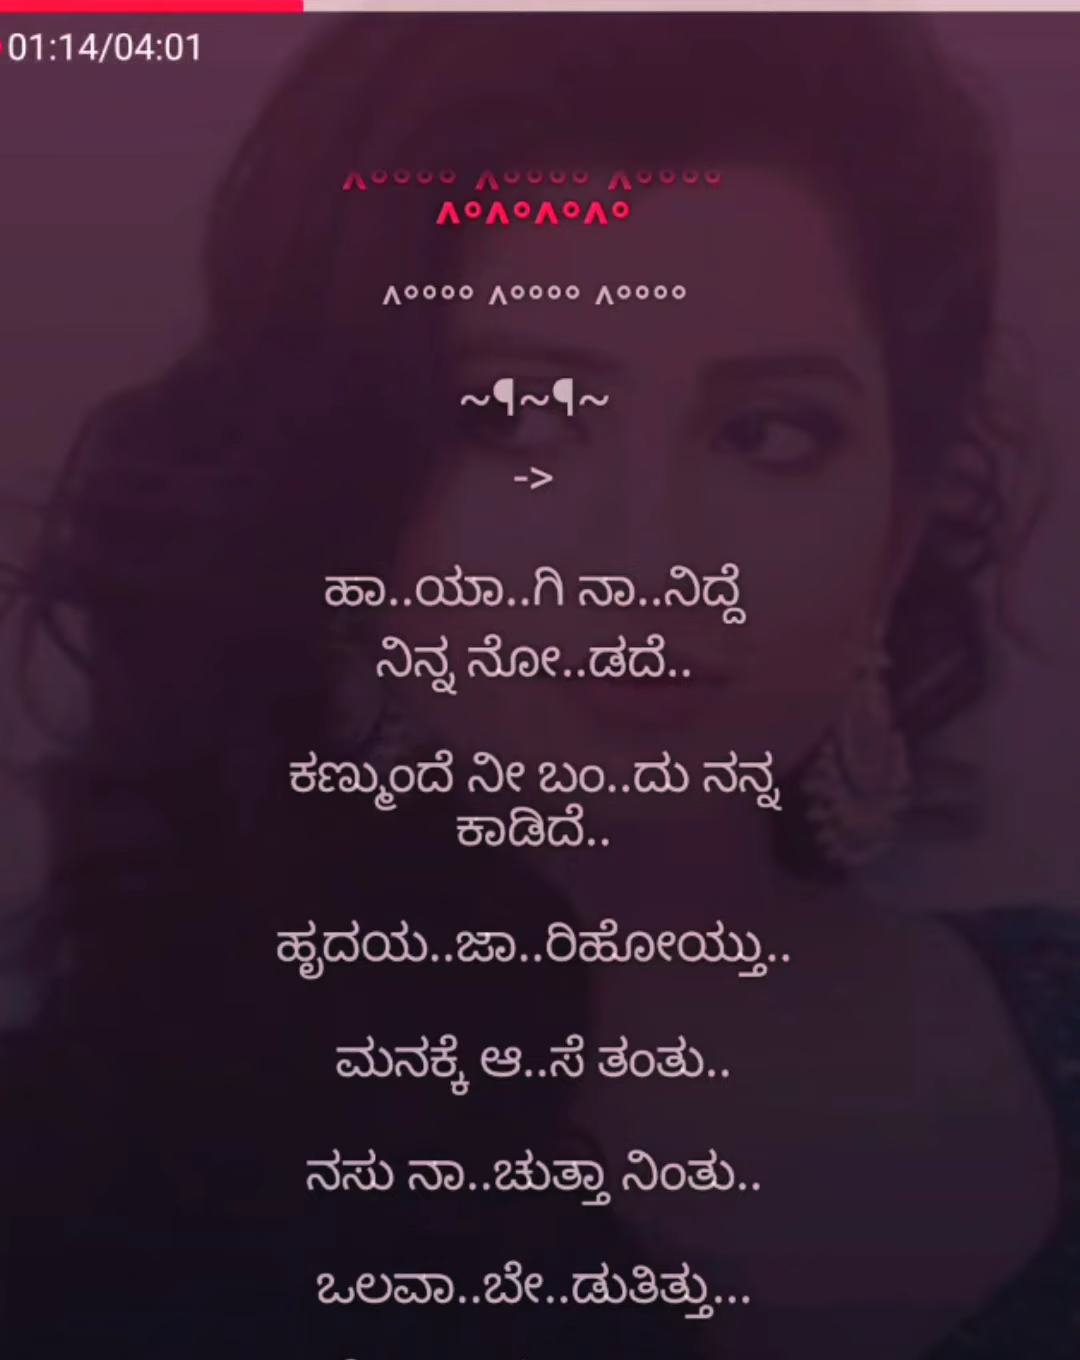 01:14/04:01
^°°°° ^°°°° ^°°°°
^°^°^°^°
^°°°° ^°°°° ^°°°°
~¶~¶~
->
ಹಾ..ಯಾ..ಗಿ ನಾ..ನಿದ್ದೆ
ನಿನ್ನ ನೋ..ಡದೆ..
ಕಣ್ಮುಂದೆ ನೀ ಬಂ..ದು ನನ್ನ
ಕಾಡಿದೆ..
ಹೃದಯ..ಜಾ..ರಿಹೋಯ್ತು..
ಮನಕ್ಕೆ ಆ..ಸೆ ತಂತು..
ನಸು ನಾ..ಚುತ್ತಾ ನಿಂತು..
ಒಲವಾ..ಬೇ..ಡುತಿತ್ತು...